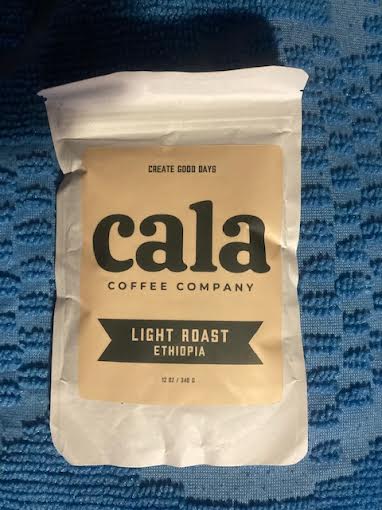 CREATE GOOD DAYS
cala
COFFEE COMPANY
LIGHT ROAST
ETHIOPIA
12 OZ / 340 G